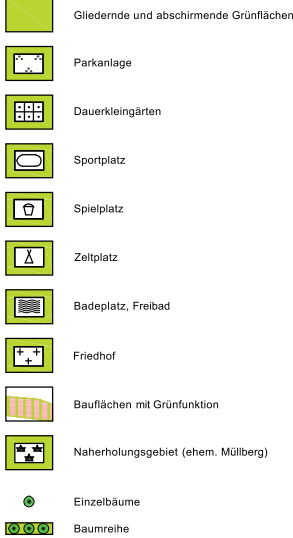 Gliedernde und abschirmende Grünflächen
Parkanlage
Dauerkleingärten
Sportplatz
Spielplatz
Zeltplatz
Badeplatz, Freibad
Friedhof
Bauflächen mit Grünfunktion
Naherholungsgebiet (ehem. Müllberg)
Einzelbäume
Baumreihe